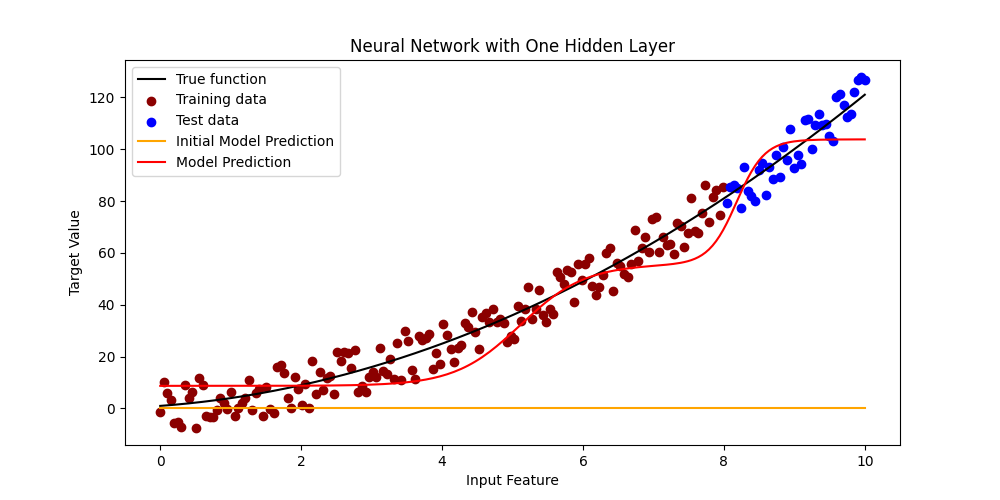 Neural Network with One Hidden Layer
True function
Training data
Test data
Initial Model Prediction
Model Prediction
120
100
80
60
40
20
0
Target Value
0 2 4 6 8 10
Input Feature